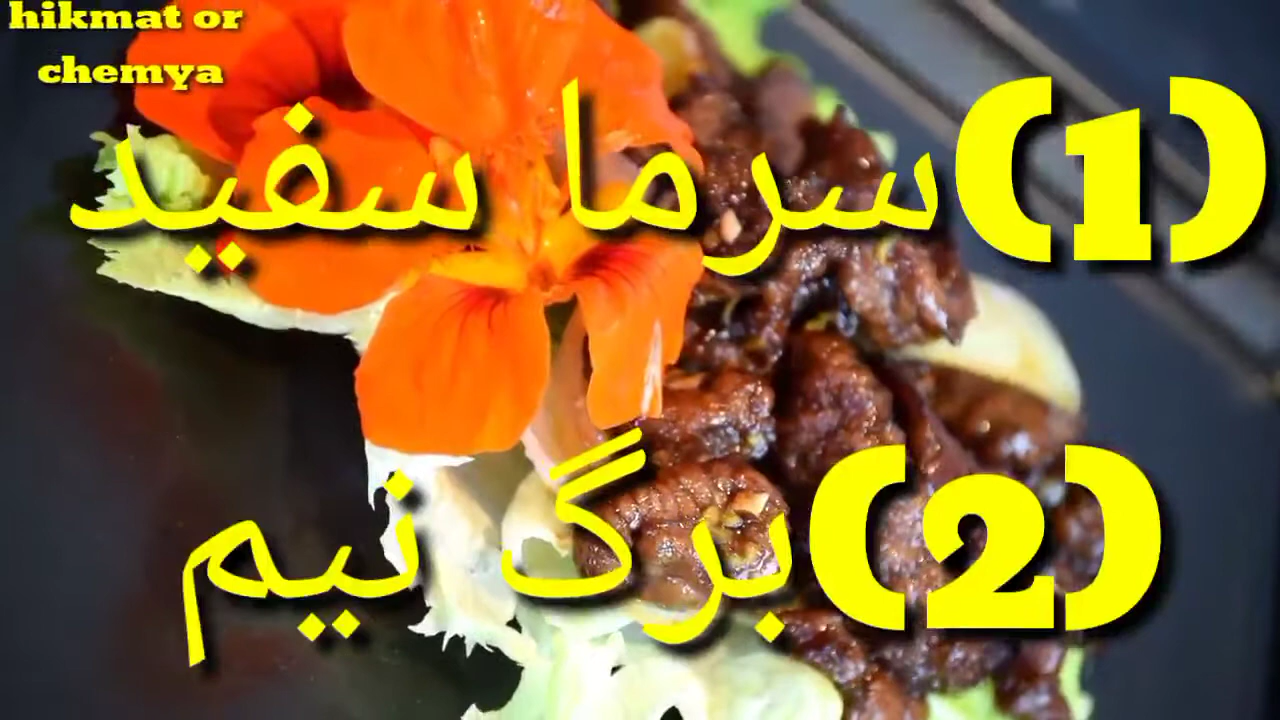 hikmat or
chemya
(1) سرما سفید
(2) برگ نیم